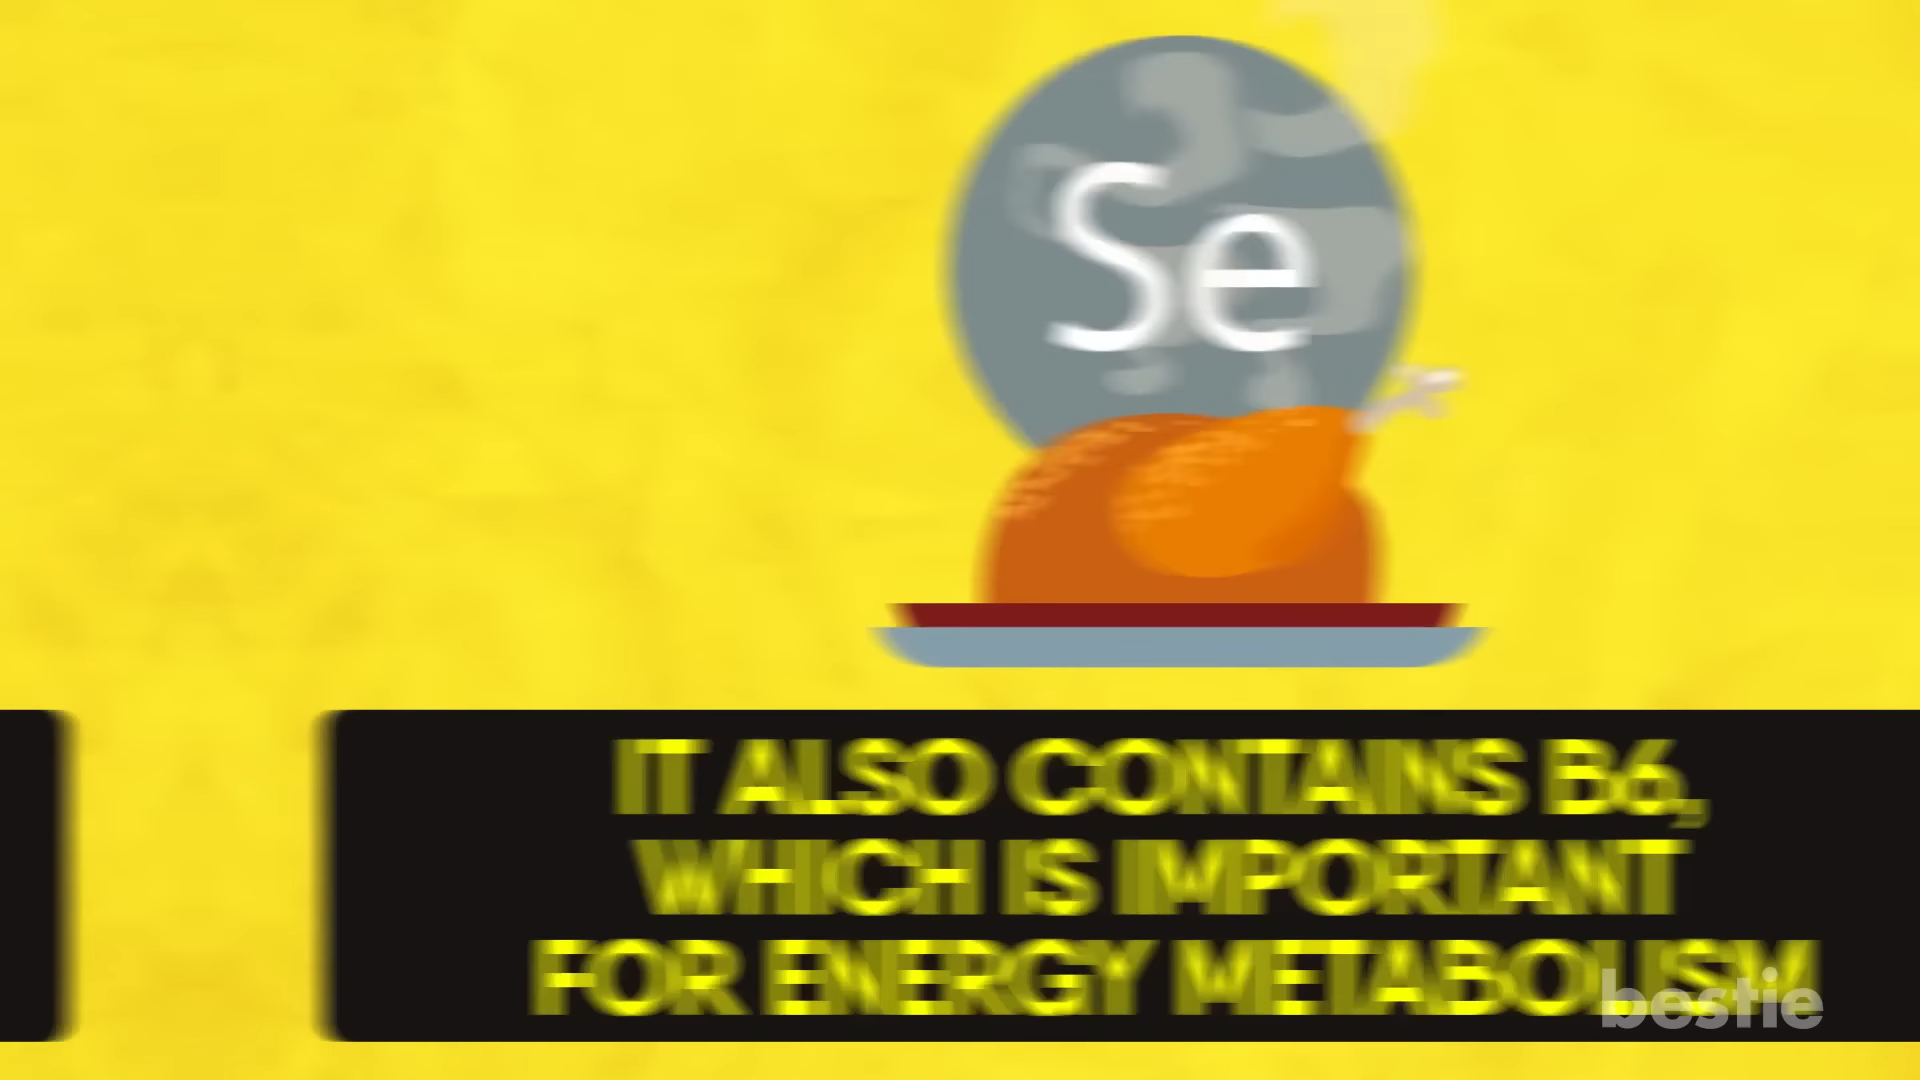 Se
IT ALSO CONTAINS B6,
WHICH IS IMPORTANT
FOR ENERGY METABOLISM
bestie